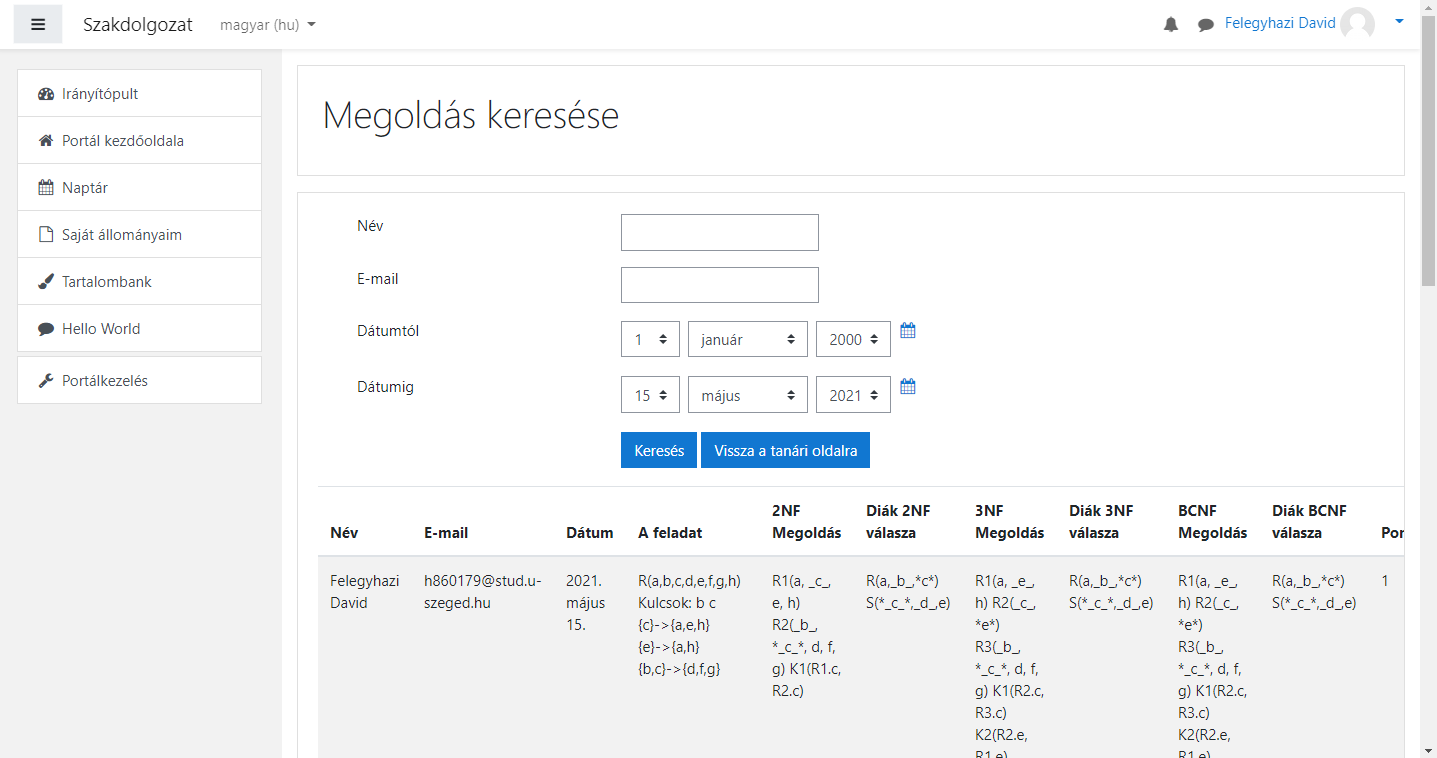 Szakdolgozat magyar (hu) Felegyhazi David
Irányítópult
Portál kezdőoldala
Naptár
Saját állományaim
Tartalombank
Hello World
Portálkezelés
Megoldás keresése
Név
E-mail
Dátumtól 1 január 2000
Dátumig 15 május 2021
Keresés Vissza a tanári oldalra
Név E-mail Dátum A feladat 2NF Megoldás Diák 2NF válasza 3NF Megoldás Diák 3NF válasza BCNF Megoldás Diák BCNF válasza
Felegyhazi h860179@stud.u- 2021. R(a,b,c,d,e,f,g,h) R1(a, _c_, R(a,_b_,*c*) R1(a, _e_, R(a,_b_,*c*) R1(a, _e_, R(a,_b_,*c*) 1
David szeged.hu május Kulcsok: b c e, h) S(*_c_*,_d_,e) h) R2(_c_, S(*_c_*,_d_,e) h) R2(_c_, S(*_c_*,_d_,e)
15. {c}->{a,e,h} R2(_b_, *e*) *e*)
{e}->{a,h} *_c_*, d, f, R3(_b_, R3(_b_,
{b,c}->{d,f,g} g) K1(R1.c, *_c_*, d, f, *_c_*, d, f,
R2.c) g) K1(R2.c, g) K1(R2.c,
R3.c) R3.c)
K2(R2.e, K2(R2.e,
R1.e) R1.e)